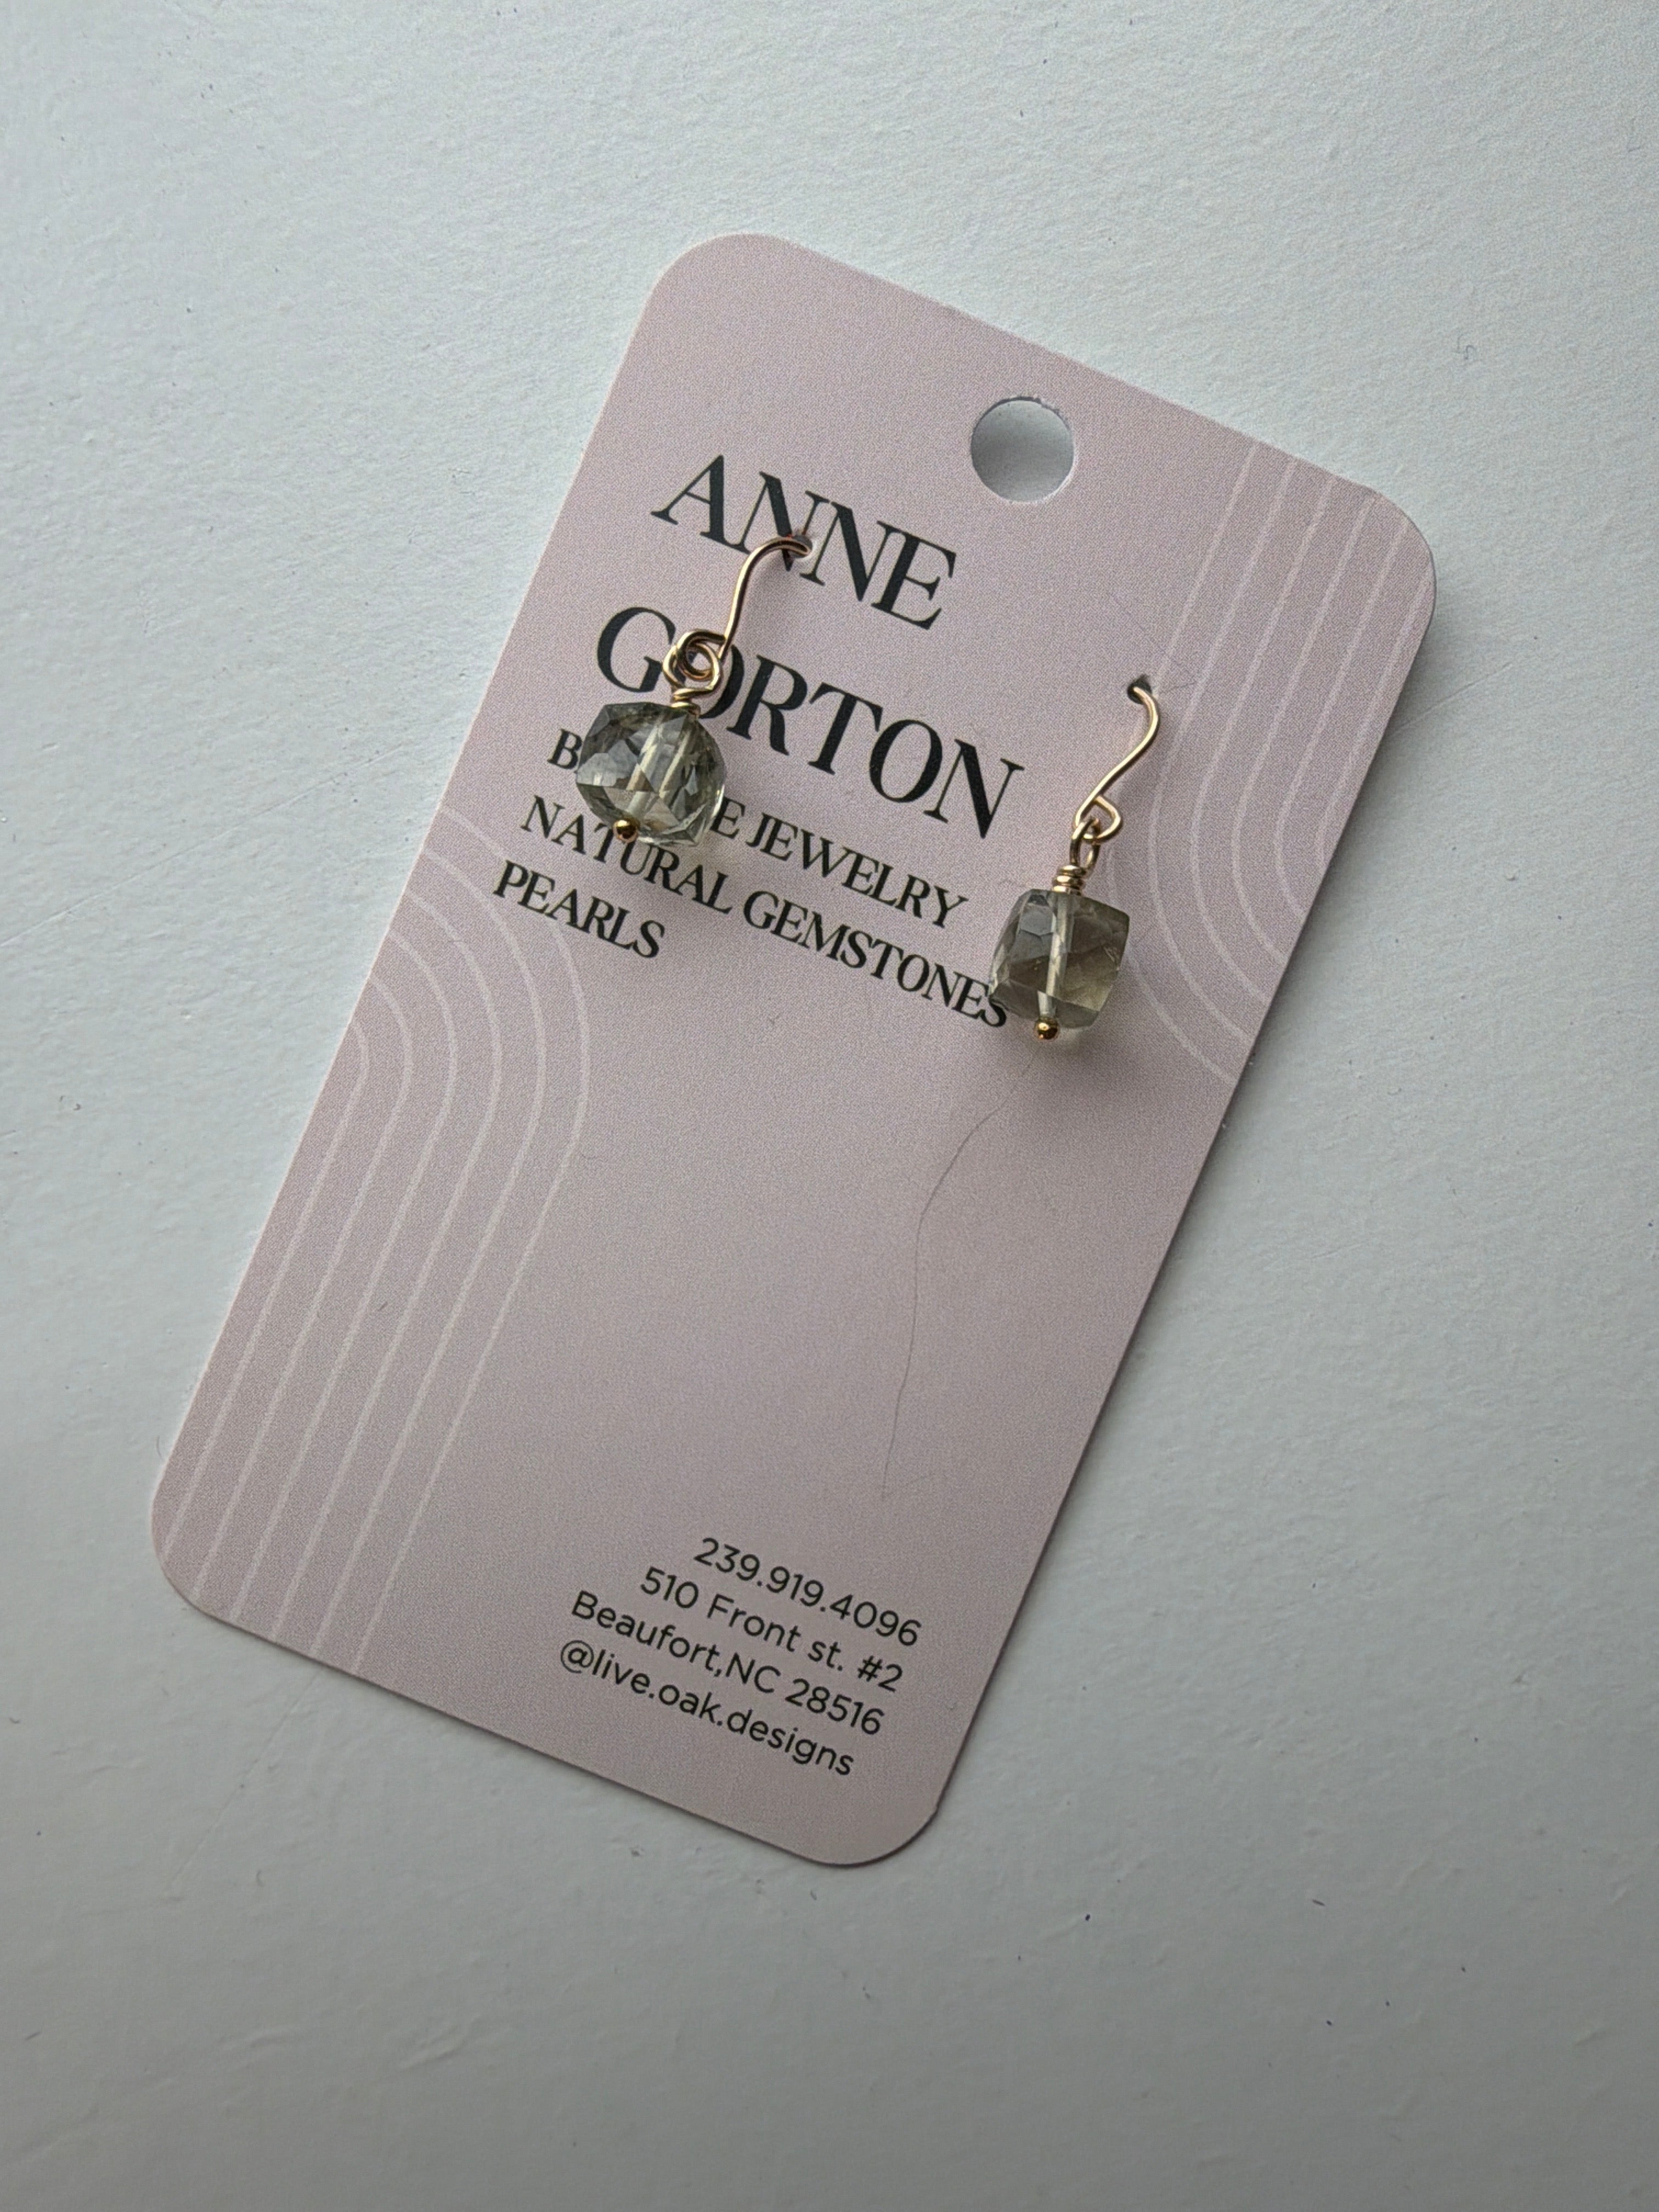 ANNE
GORTON
JEWELRY
NATURAL GEMSTONES
PEARLS
239.919.4096
510 Front st. #2
Beaufort,NC 28516
@live.oak.designs